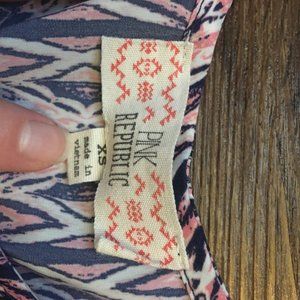 PINK
REPUBLIC
XS
made in
vietnam